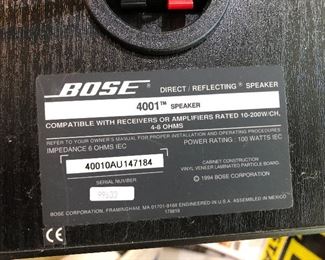 BOSE® DIRECT / REFLECTING® SPEAKER
4001™ SPEAKER
COMPATIBLE WITH RECEIVERS OR AMPLIFIERS RATED 10-200W/CH,
4-8 OHMS
REFER TO YOUR OWNER'S MANUAL FOR PROPER INSTALLATION AND OPERATING PROCEDURES
IMPEDANCE 6 OHMS IEC POWER RATING: 100 WATTS IEC
40010AU147184
SERIAL NUMBER
CABINET CONSTRUCTION
VINYL VENEER LAMINATED PARTICLE BOARD
© 1994 BOSE CORPORATION
BOSE CORPORATION, FRAMINGHAM, MA 01701-9168 ENGINEERED IN U.S.A. ASSEMBLED IN MEXICO
CE